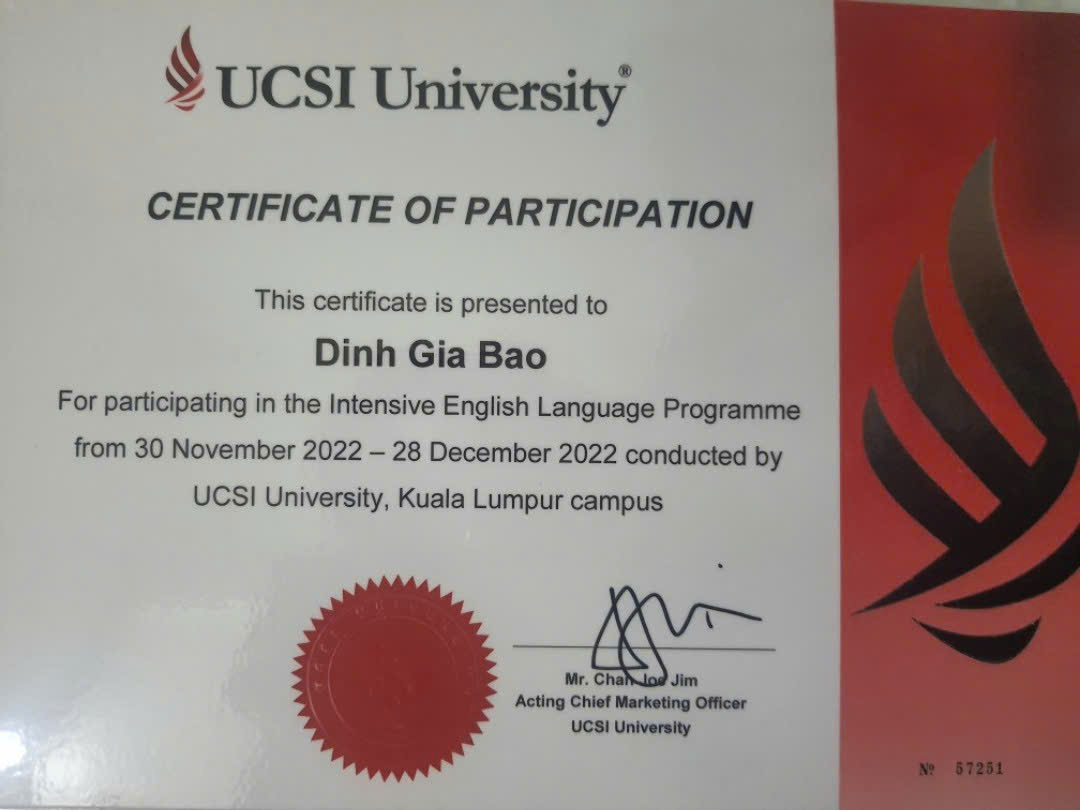 UCSI University®
CERTIFICATE OF PARTICIPATION
This certificate is presented to
Dinh Gia Bao
For participating in the Intensive English Language Programme
from 30 November 2022 – 28 December 2022 conducted by
UCSI University, Kuala Lumpur campus
Mr. Chan Joe Jim
Acting Chief Marketing Officer
UCSI University
Nº 57251